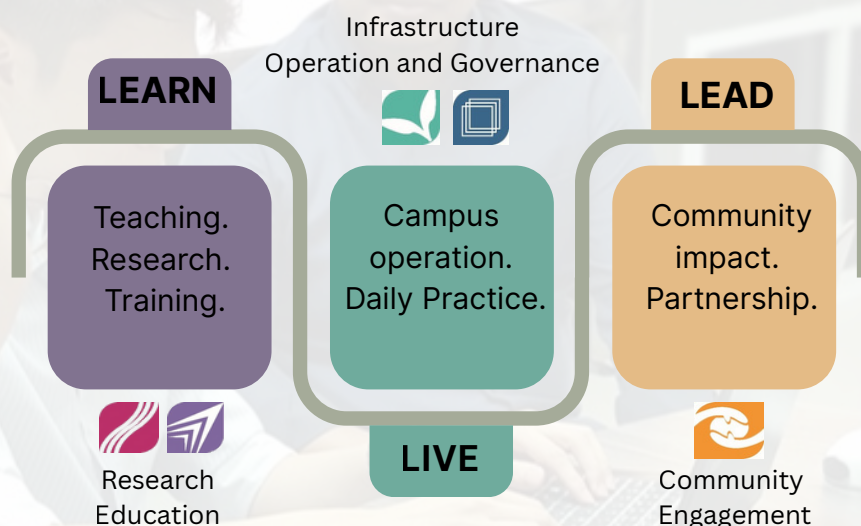 Infrastructure
Operation and Governance
LEARN
LEAD
Teaching.
Research.
Training.
Campus
operation.
Daily Practice.
Community
impact.
Partnership.
LIVE
Research
Education
Community
Engagement